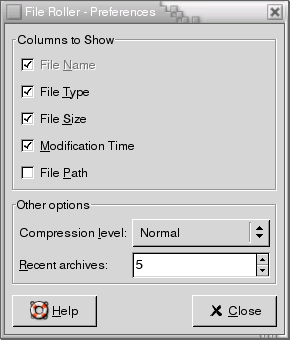 File Roller - Preferences
Columns to Show
File Name
File Type
File Size
Modification Time
File Path
Other options
Compression level: Normal
Recent archives: 5
Help Close